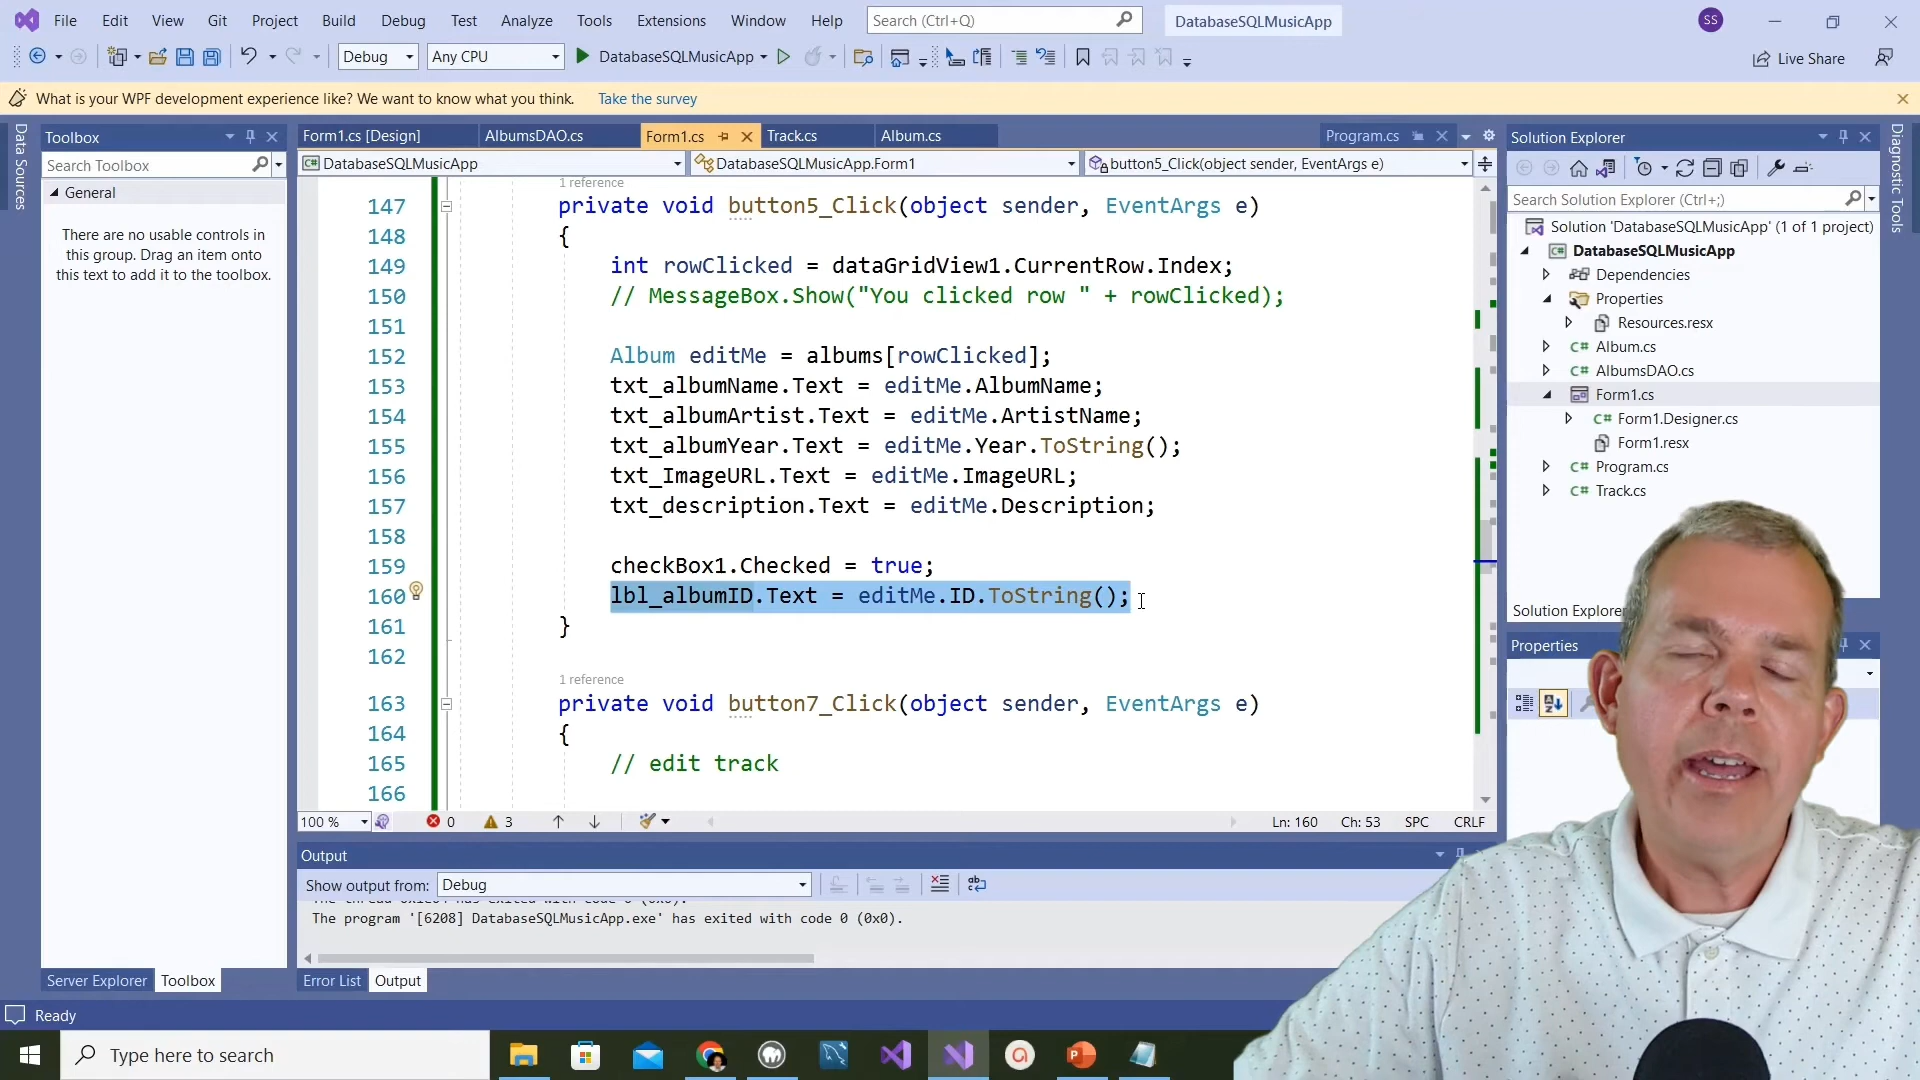 File Edit View Git Project Build Debug Test Analyze Tools Extensions Window Help Search (Ctrl+Q) DatabaseSQLMusicApp SS
Debug Any CPU DatabaseSQLMusicApp Live Share
What is your WPF development experience like? We want to know what you think. Take the survey
Data Sources
Toolbox
Search Toolbox
General
There are no usable controls in
this group. Drag an item onto
this text to add it to the toolbox.
Server Explorer Toolbox
Form1.cs [Design] AlbumsDAO.cs Form1.cs Track.cs Album.cs Program.cs
DatabaseSQLMusicApp DatabaseSQLMusicApp.Form1 button5_Click(object sender, EventArgs e)
1 reference
147 private void button5_Click(object sender, EventArgs e)
148 {
149 int rowClicked = dataGridView1.CurrentRow.Index;
150 // MessageBox.Show("You clicked row " + rowClicked);
151
152 Album editMe = albums[rowClicked];
153 txt_albumName.Text = editMe.AlbumName;
154 txt_albumArtist.Text = editMe.ArtistName;
155 txt_albumYear.Text = editMe.Year.ToString();
156 txt_ImageURL.Text = editMe.ImageURL;
157 txt_description.Text = editMe.Description;
158
159 checkBox1.Checked = true;
160 lbl_albumID.Text = editMe.ID.ToString();
161 }
162
1 reference
163 private void button7_Click(object sender, EventArgs e)
164 {
165 // edit track
166
100 % 0 3 Ln: 160 Ch: 53 SPC CRLF
Output
Show output from: Debug
The program '[6208] DatabaseSQLMusicApp.exe' has exited with code 0 (0x0).
Error List Output
Solution Explorer
Search Solution Explorer (Ctrl+;)
Solution 'DatabaseSQLMusicApp' (1 of 1 project)
DatabaseSQLMusicApp
Dependencies
Properties
Resources.resx
C# Album.cs
C# AlbumsDAO.cs
Form1.cs
C# Form1.Designer.cs
Form1.resx
C# Program.cs
C# Track.cs
Solution Explorer
Properties
Diagnostic Tools
Ready
Type here to search